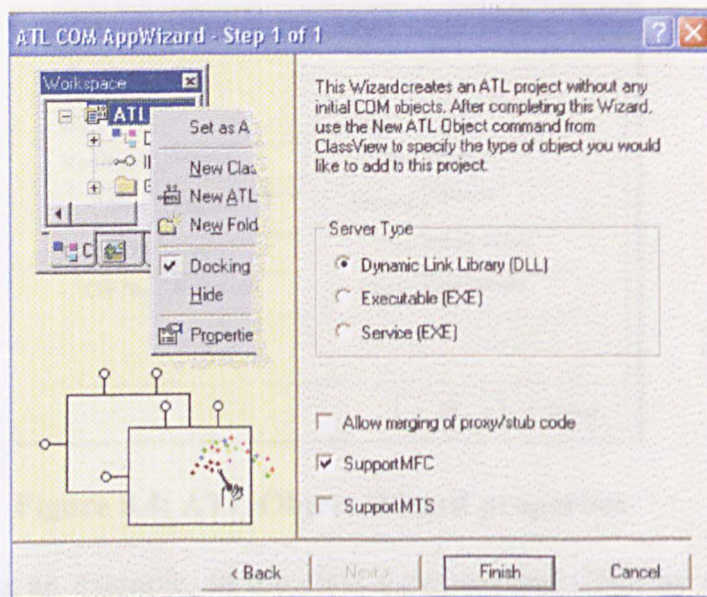 ATL COM AppWizard - Step 1 of 1
Workspace
ATL
Set as A
New Clas
New ATL
New Fold
Docking
Hide
Propertie
This Wizard creates an ATL project without any
initial COM objects. After completing this Wizard,
use the New ATL Object command from
ClassView to specify the type of object you would
like to add to this project.
Server Type
Dynamic Link Library (DLL)
Executable (EXE)
Service (EXE)
Allow merging of proxy/stub code
Support MFC
Support MTS
< Back
Next >
Finish
Cancel